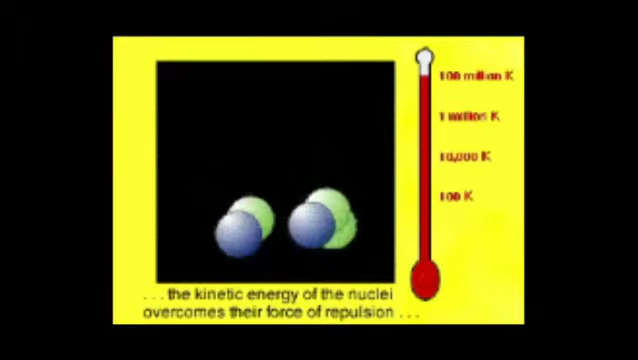 100 million K
1 million K
10,000 K
100 K
. . . the kinetic energy of the nuclei
overcomes their force of repulsion . . .